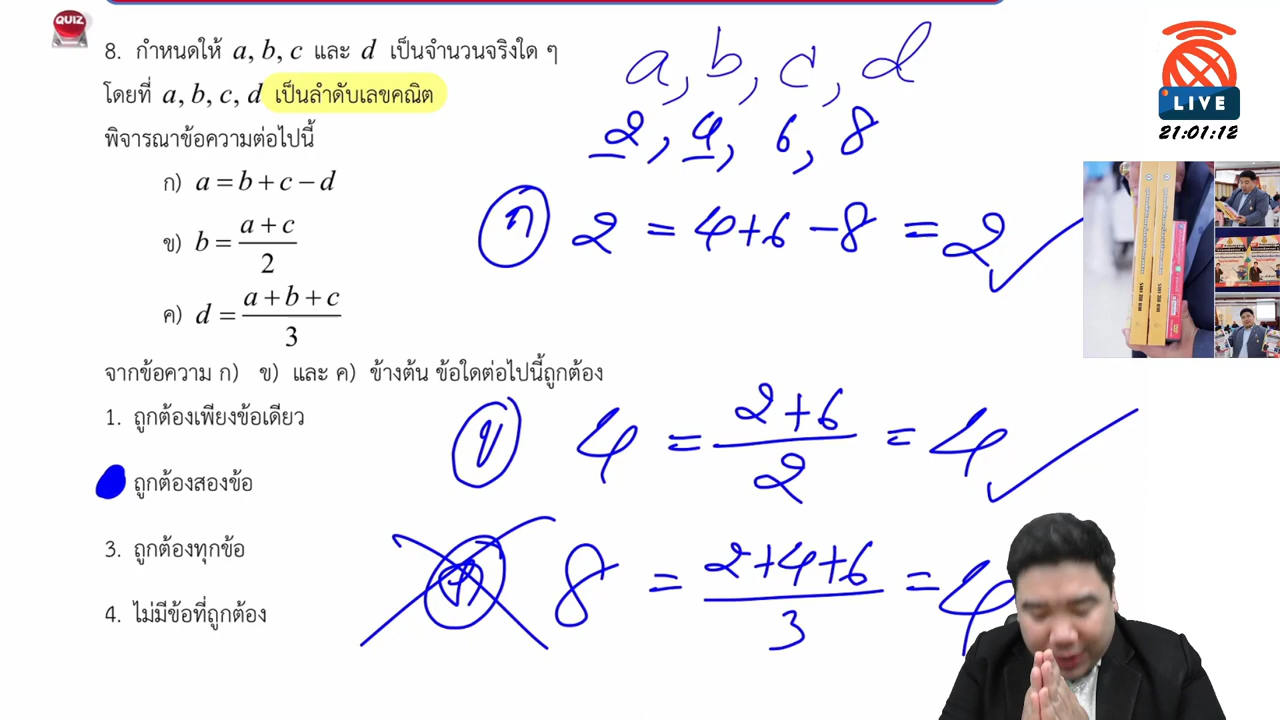 QUIZ
8. กำหนดให้ a, b, c และ d เป็นจำนวนจริงใด ๆ
โดยที่ a, b, c, d เป็นลำดับเลขคณิต
พิจารณาข้อความต่อไปนี้
ก) a = b + c − d
ข) b = \frac{a + c}{2}
ค) d = \frac{a + b + c}{3}
จากข้อความ ก) ข) และ ค) ข้างต้น ข้อใดต่อไปนี้ถูกต้อง
1. ถูกต้องเพียงข้อเดียว
ถูกต้องสองข้อ
3. ถูกต้องทุกข้อ
4. ไม่มีข้อที่ถูกต้อง
a, b, c, d
2, 4, 6, 8
ก 2 = 4+6 −8 = 2
ข 4 = \frac{2+6}{2} = 4
ค 8 = \frac{2+4+6}{3} = 4
LIVE
21:01:12